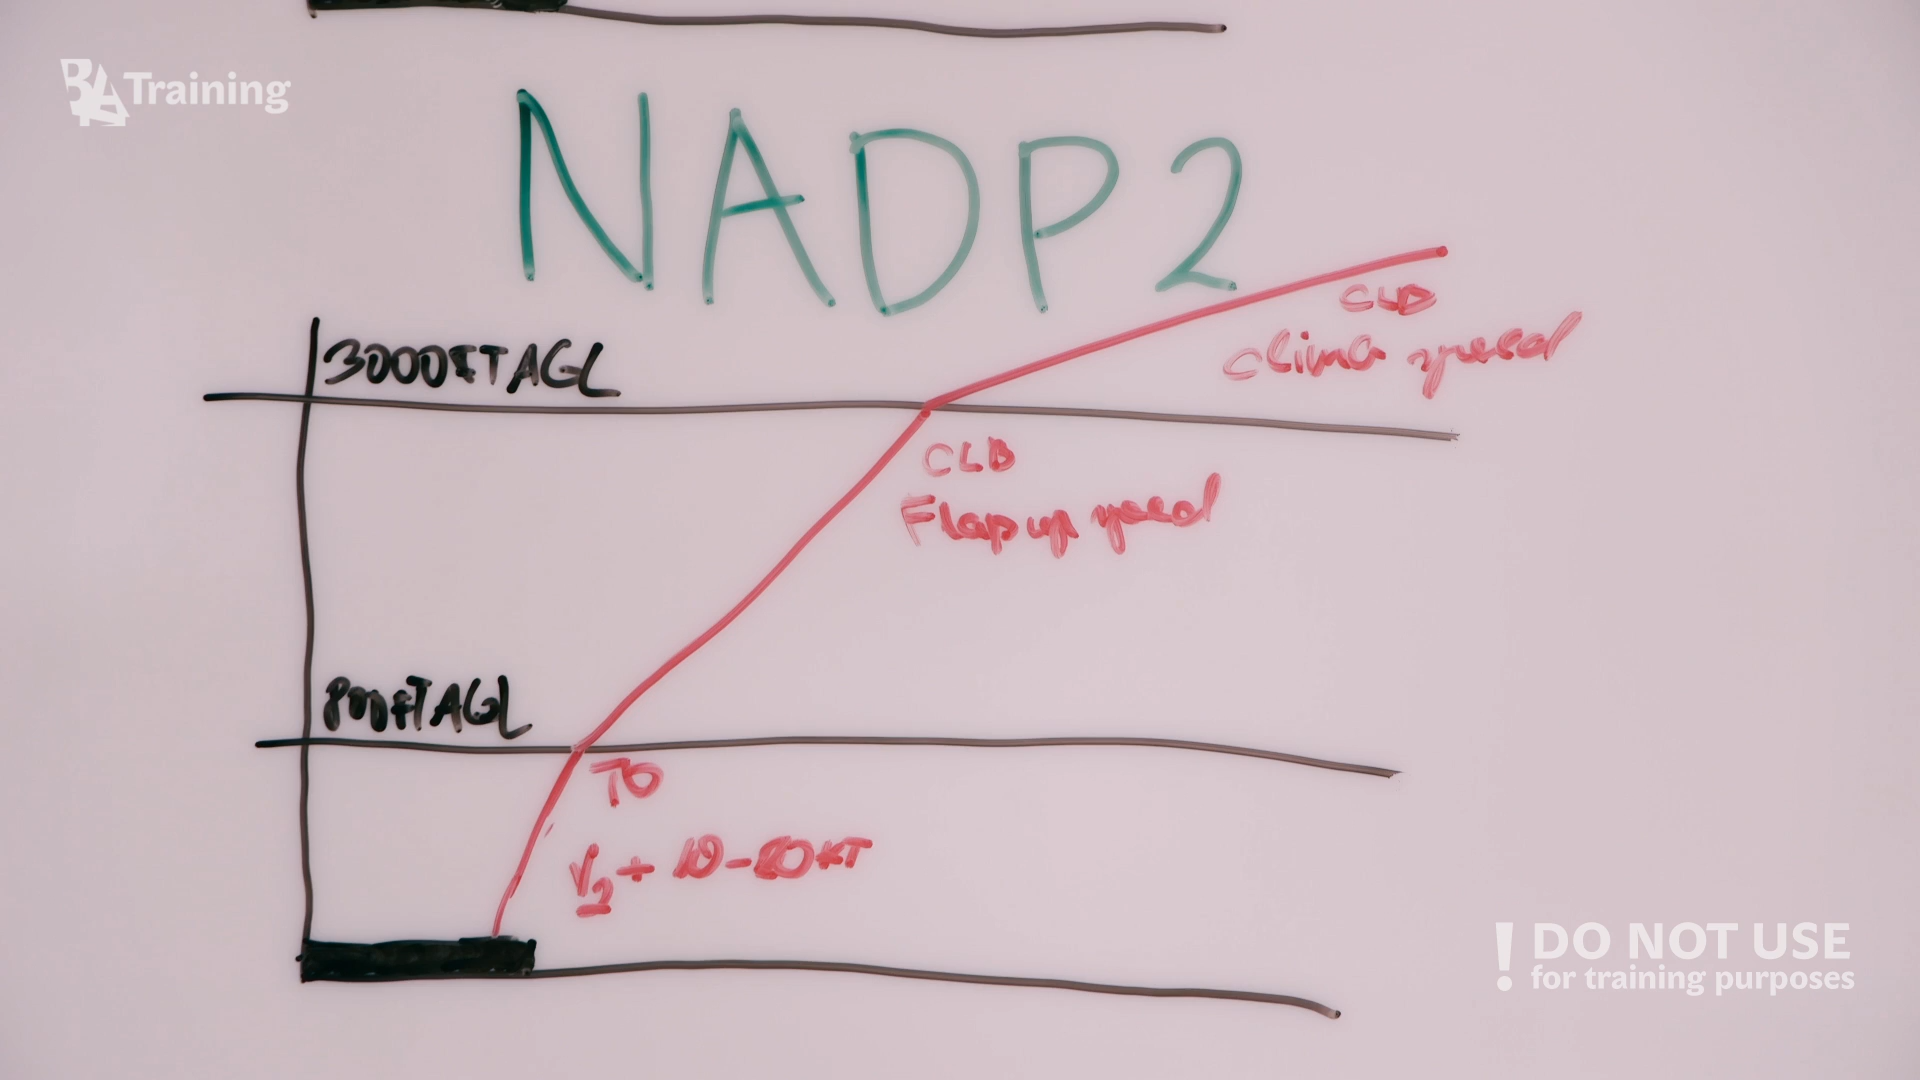 BAA Training
NADP2
3000FT AGL
CLB
Climb speed
CLB
Flap up speed
800FT AGL
TO
V2 + 10-20KT
! DO NOT USE
for training purposes